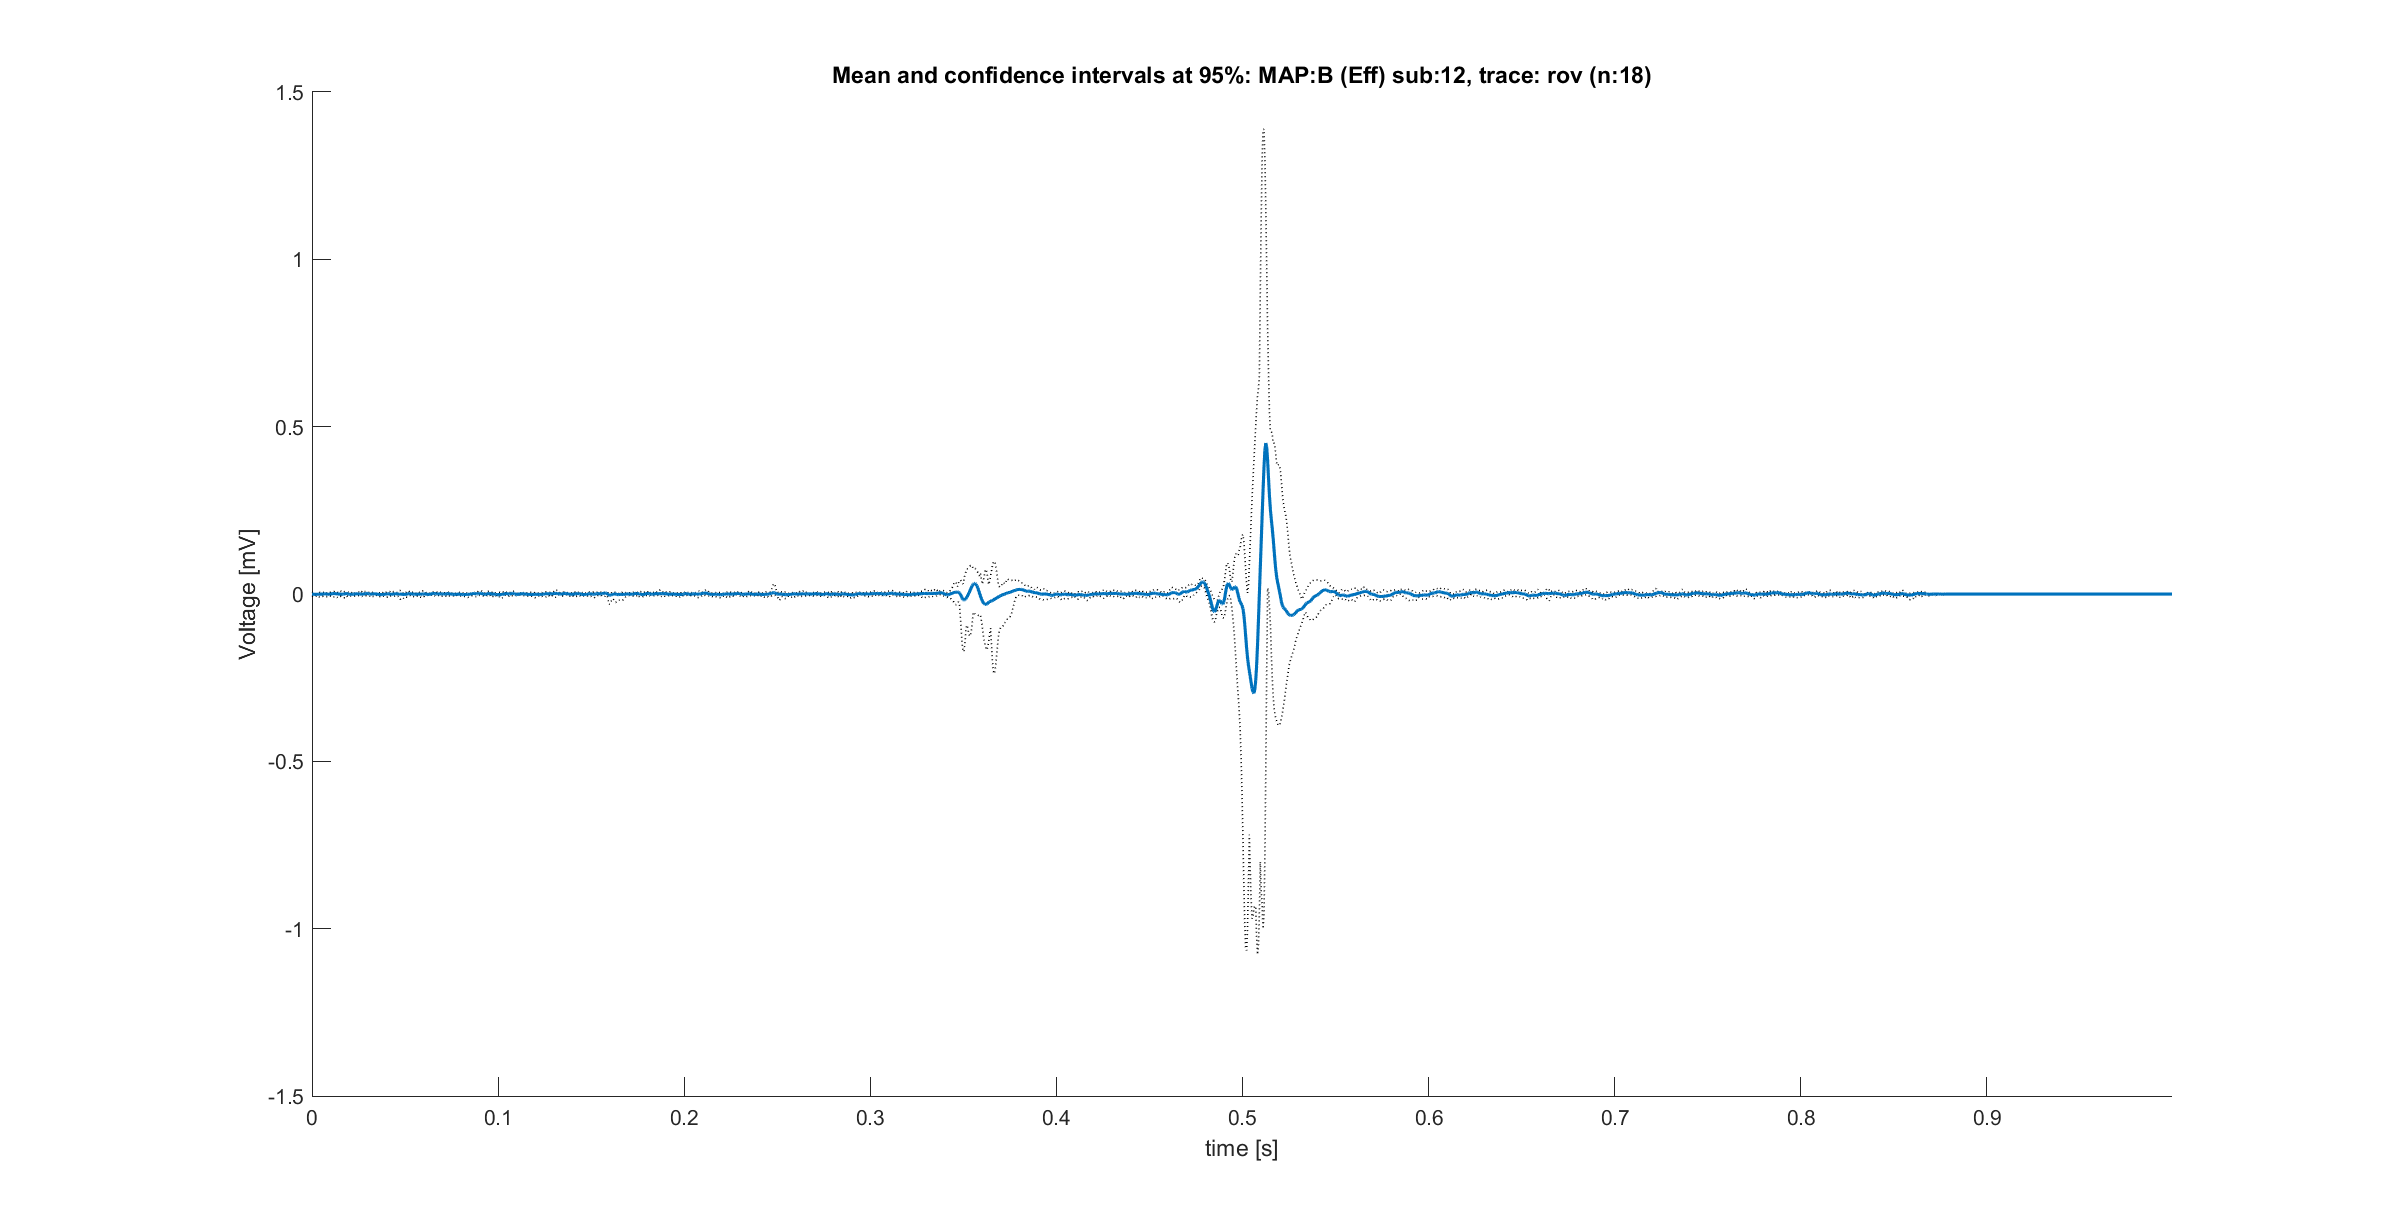 Mean and confidence intervals at 95%: MAP:B (Eff) sub:12, trace: rov (n:18)
1.5
1
0.5
0
-0.5
-1
-1.5
Voltage [mV]
0 0.1 0.2 0.3 0.4 0.5 0.6 0.7 0.8 0.9
time [s]